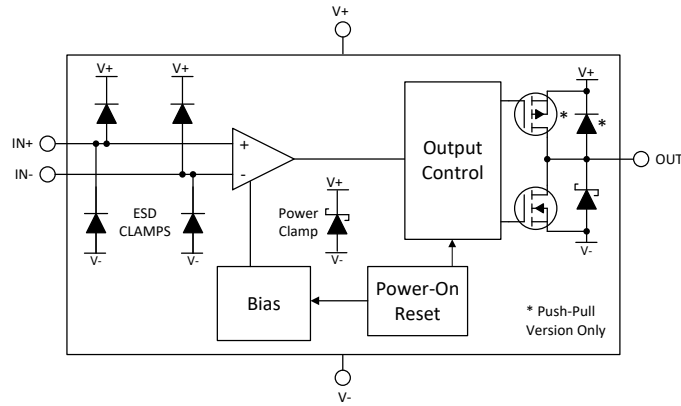 V+
V+
V+
V+
*
*
IN+
IN-
+
-
Output
Control
OUT
ESD
CLAMPS
Power
Clamp
V+
V-
V-
V-
V-
Bias
Power-On
Reset
* Push-Pull
Version Only
V-